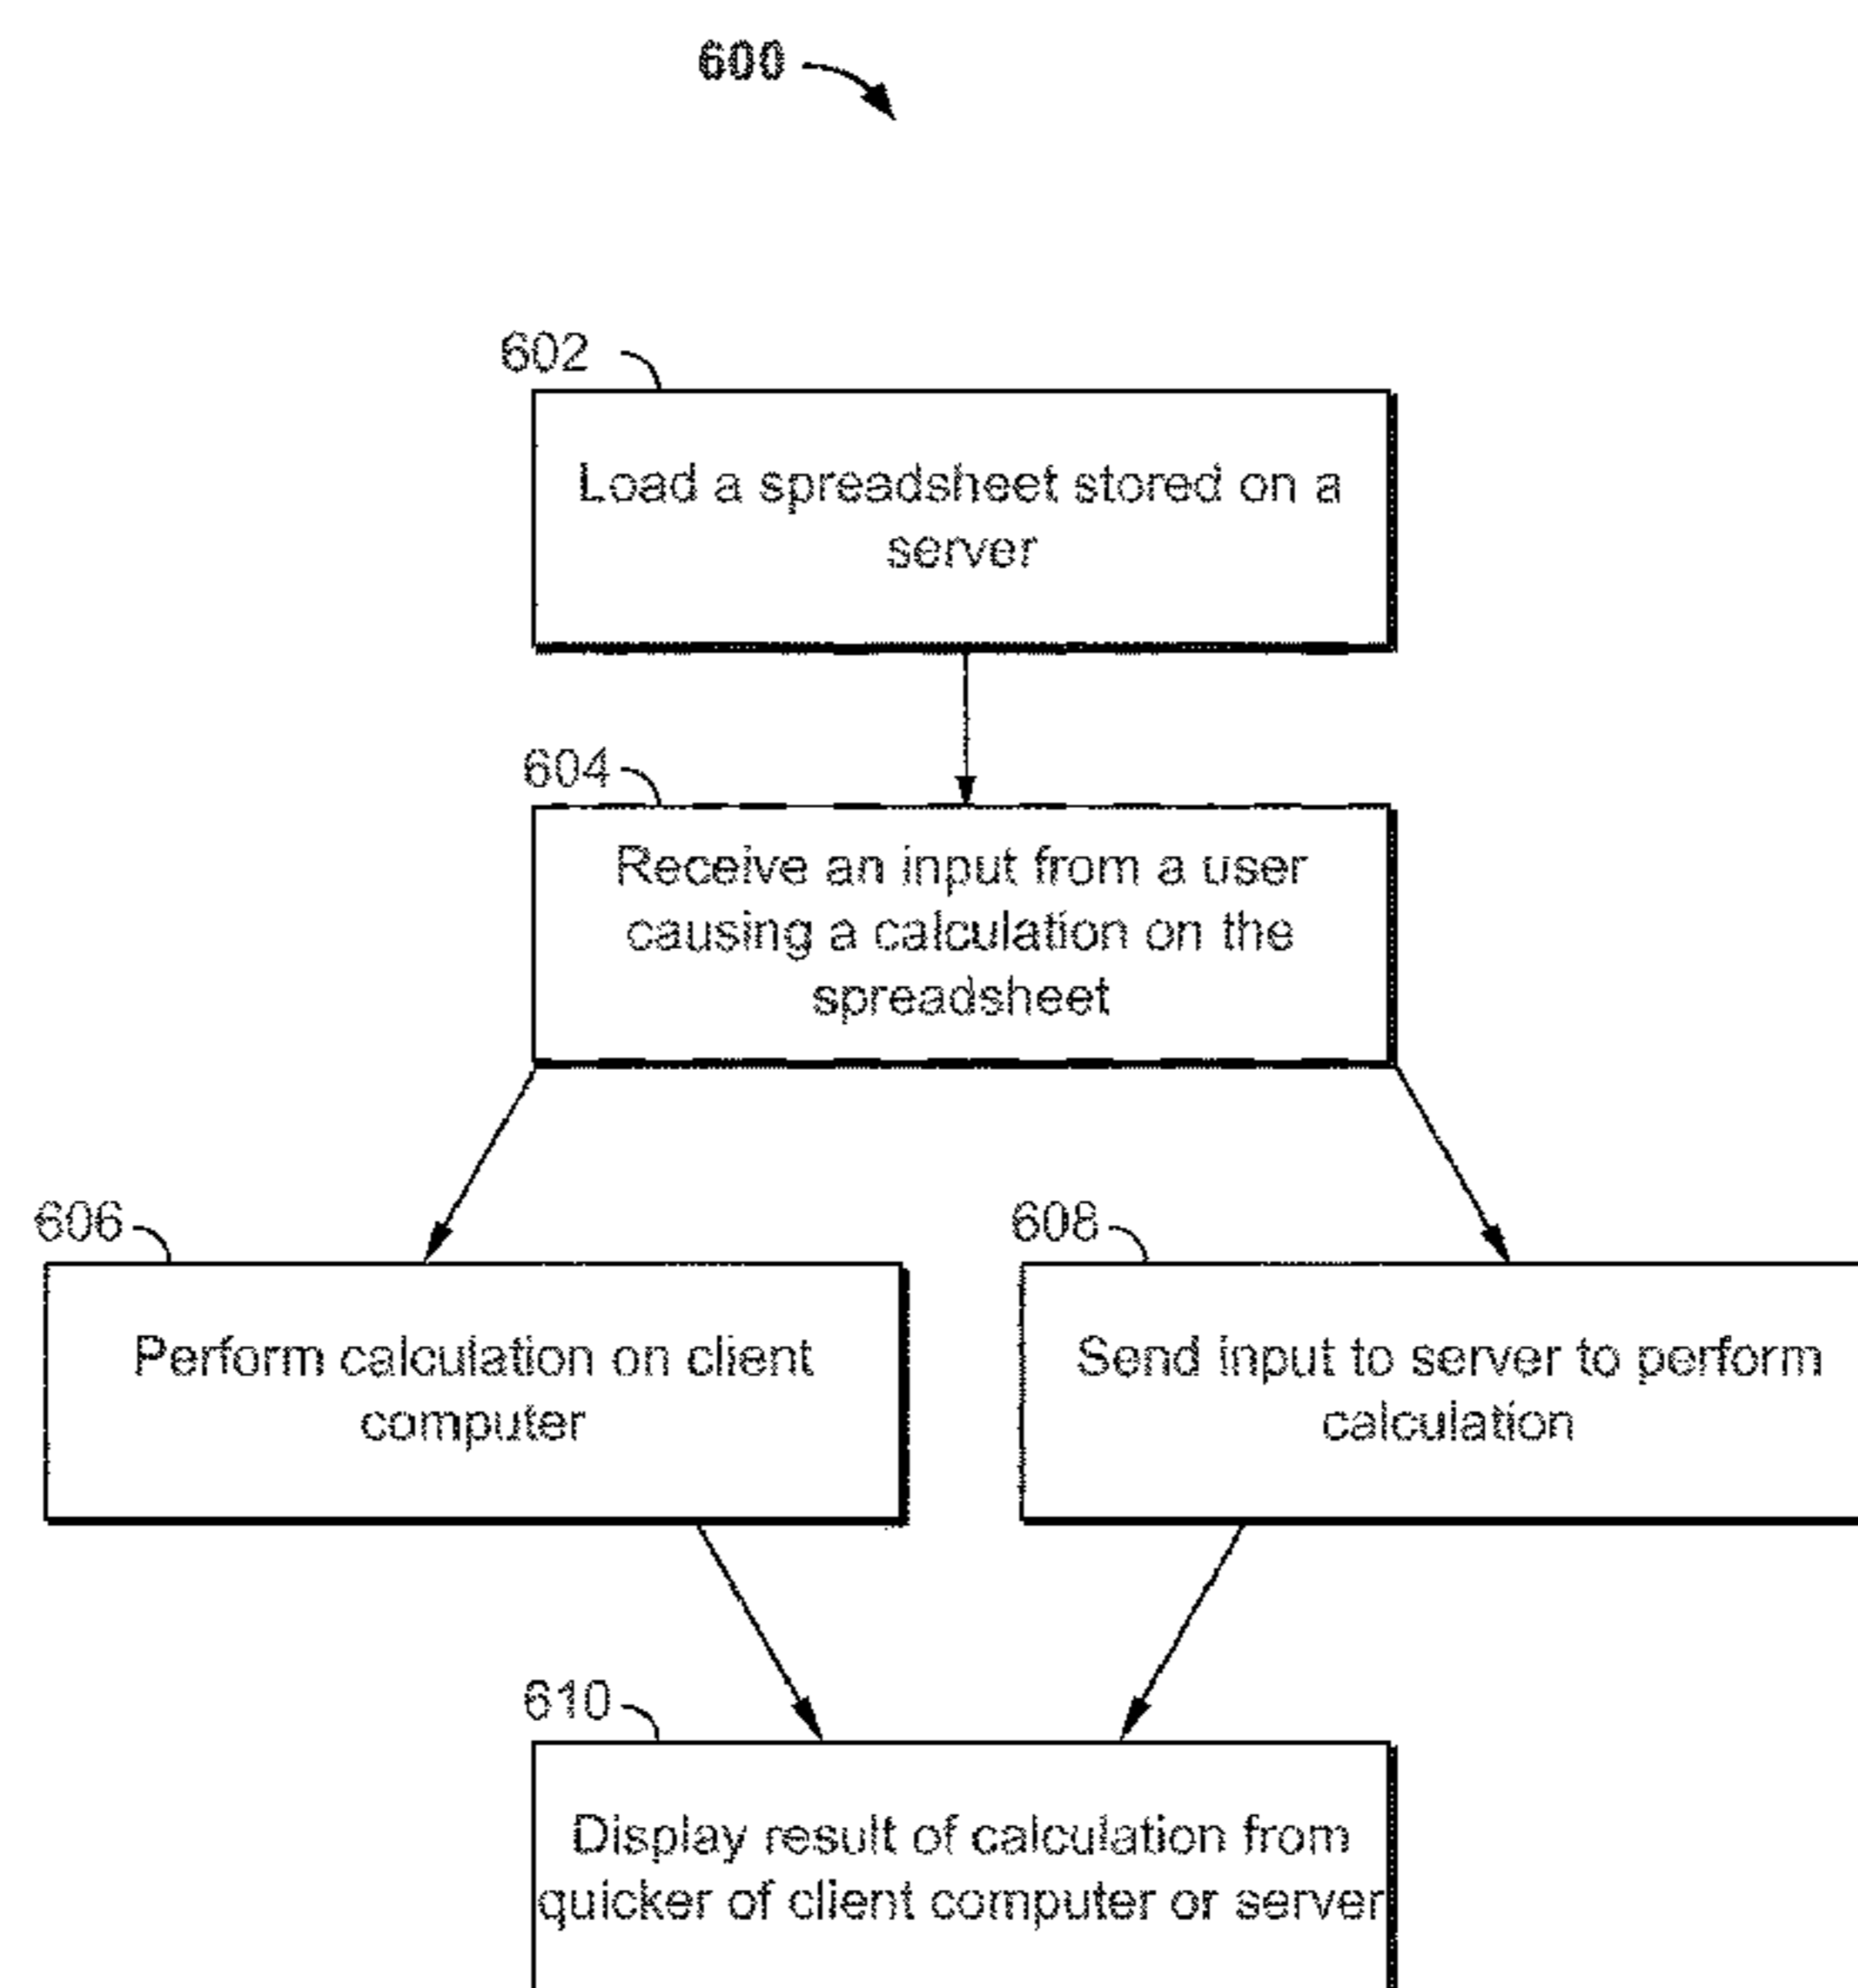 600
602
Load a spreadsheet stored on a
server
604
Receive an input from a user
causing a calculation on the
spreadsheet
606
Perform calculation on client
computer
608
Send input to server to perform
calculation
610
Display result of calculation from
quicker of client computer or server